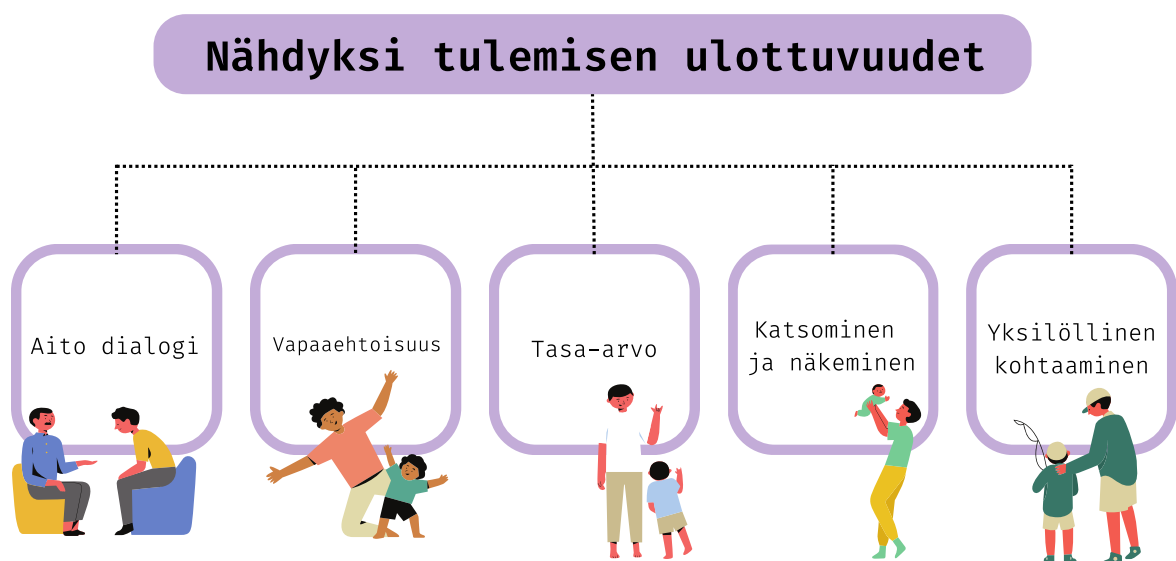 Nähdyksi tulemisen ulottuvuudet
Aito dialogi
Vapaaehtoisuus
Tasa-arvo
Katsominen
ja näkeminen
Yksilöllinen
kohtaaminen